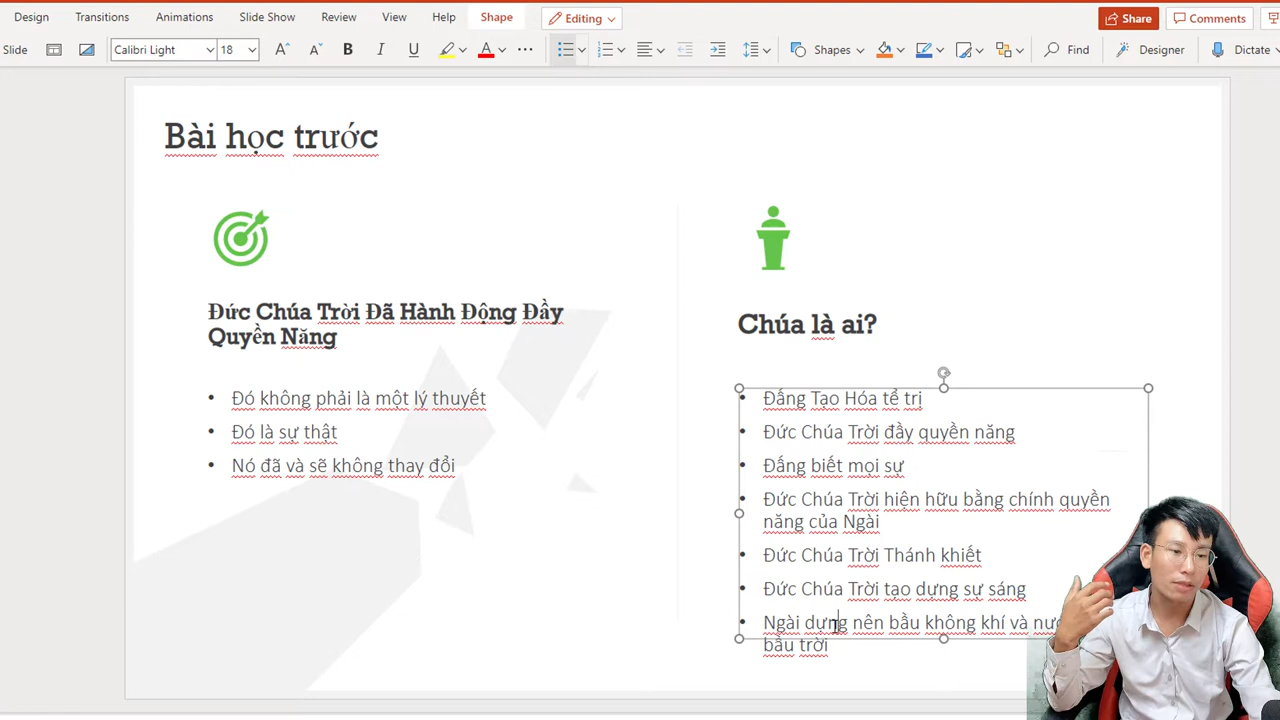 Design Transitions Animations Slide Show Review View Help Shape Editing Share Comments
Slide Calibri Light 18 B I U A Shapes Find Designer Dictate
Bài học trước
Đức Chúa Trời Đã Hành Động Đầy
Quyền Năng
• Đó không phải là một lý thuyết
• Đó là sự thật
• Nó đã và sẽ không thay đổi
Chúa là ai?
• Đấng Tạo Hóa tể trị
• Đức Chúa Trời đầy quyền năng
• Đấng biết mọi sự
• Đức Chúa Trời hiện hữu bằng chính quyền
năng của Ngài
• Đức Chúa Trời Thánh khiết
• Đức Chúa Trời tạo dựng sự sáng
• Ngài dựng nên bầu không khí và
bầu trời